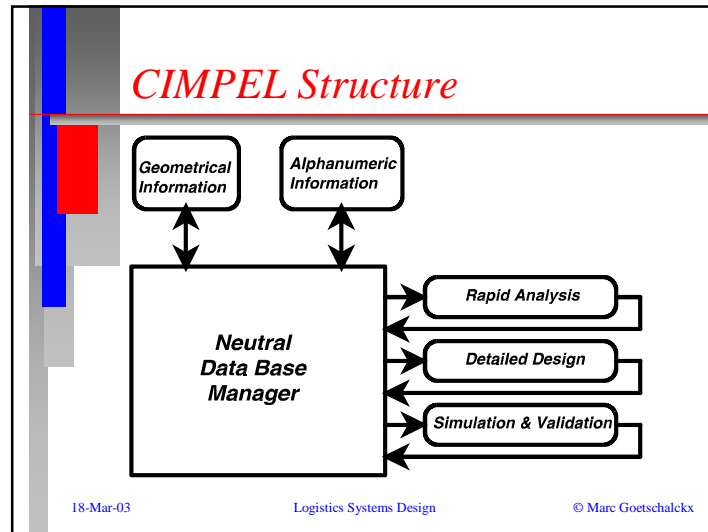 CIMPEL Structure
Geometrical
Information
Alphanumeric
Information
Neutral
Data Base
Manager
Rapid Analysis
Detailed Design
Simulation & Validation
18-Mar-03
Logistics Systems Design
© Marc Goetschalckx